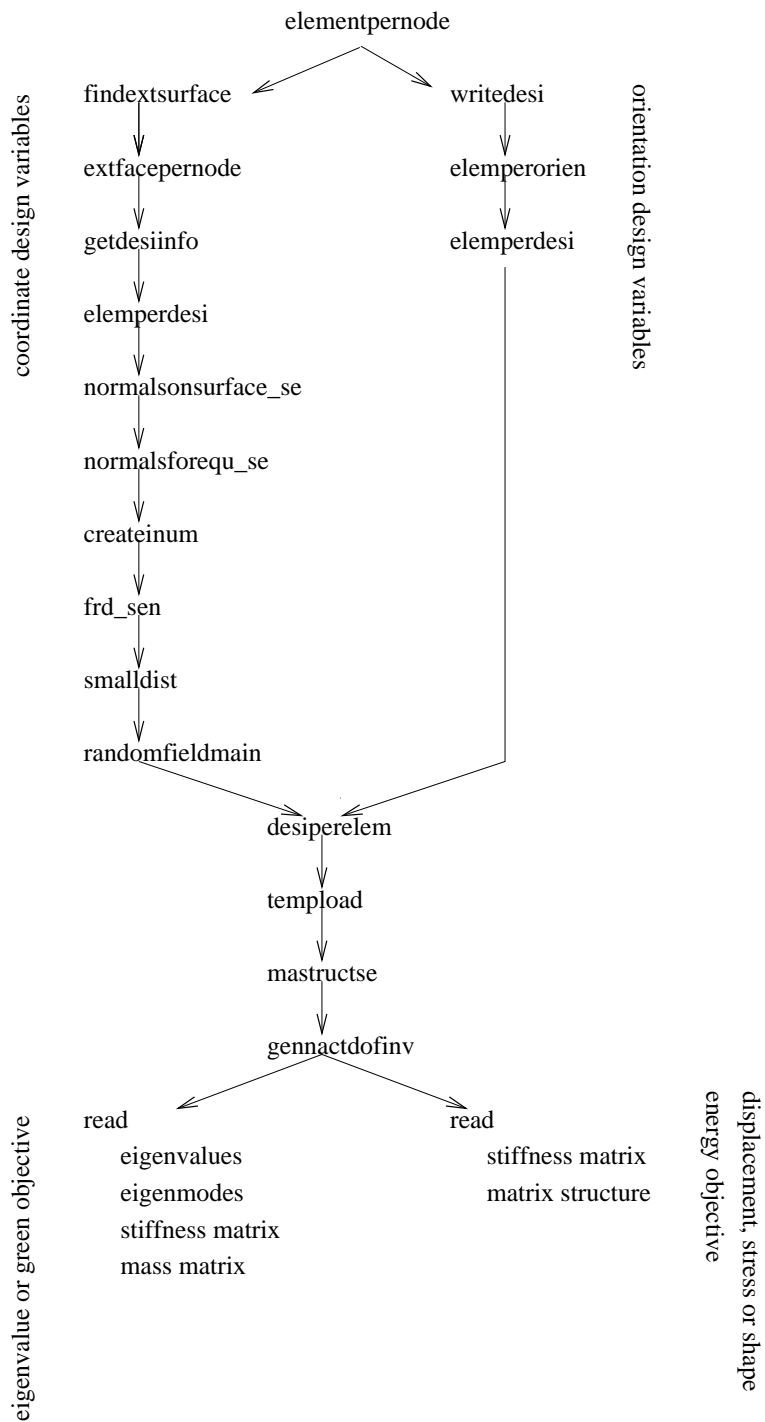 elementpernode
findextsurface
writedesi
coordinate design variables
orientation design variables
extfacepernode
elemperorien
getdesiinfo
elemperdesi
elemperdesi
normalsonsurface_se
normalsforequ_se
createinum
frd_sen
smalldist
randomfieldmain
desiperelem
tempload
mastructse
gennactdofinv
eigenvalue or green objective
read
eigenvalues
eigenmodes
stiffness matrix
mass matrix
read
stiffness matrix
matrix structure
displacement, stress or shape
energy objective